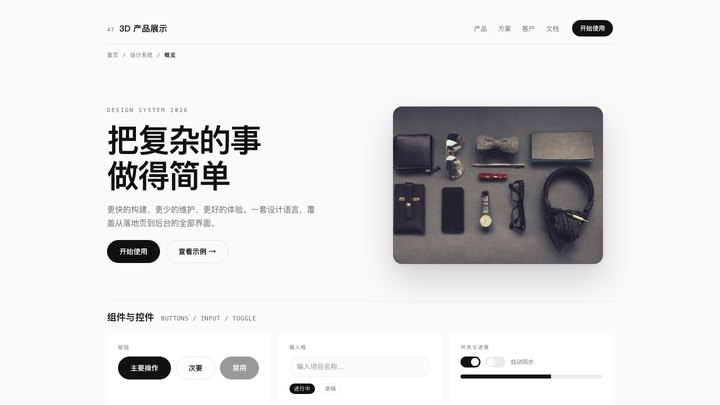 47 3D 产品展示
产品 方案 客户 文档 开始使用
首页 / 设计系统 / 概览
DESIGN SYSTEM 2026
把复杂的事
做得简单
更快的构建、更少的维护、更好的体验。一套设计语言，覆
盖从落地页到后台的全部界面。
开始使用 查看示例 →
组件与控件 BUTTONS / INPUT / TOGGLE
按钮
主要操作 次要 禁用
输入框
输入项目名称…
进行中 草稿
开关与进度
自动同步